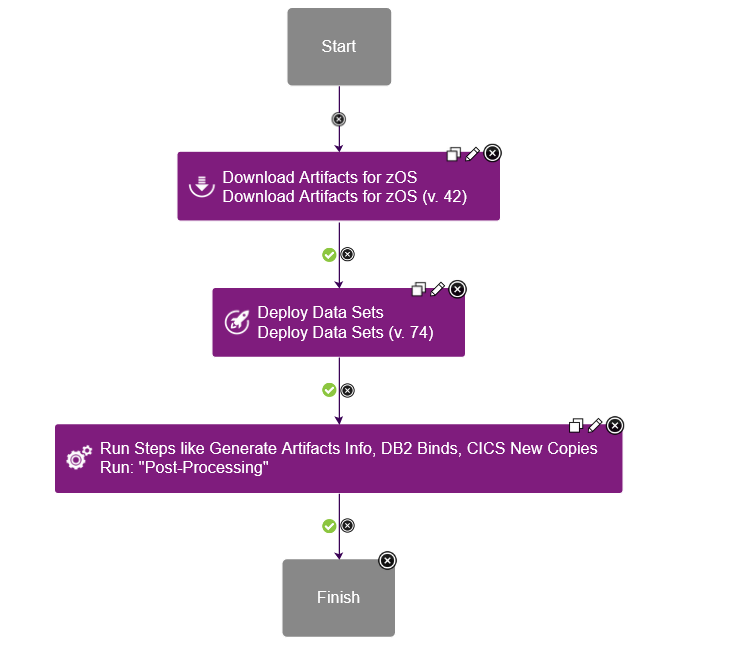 Start
Download Artifacts for zOS
Download Artifacts for zOS (v. 42)
Deploy Data Sets
Deploy Data Sets (v. 74)
Run Steps like Generate Artifacts Info, DB2 Binds, CICS New Copies
Run: "Post-Processing"
Finish